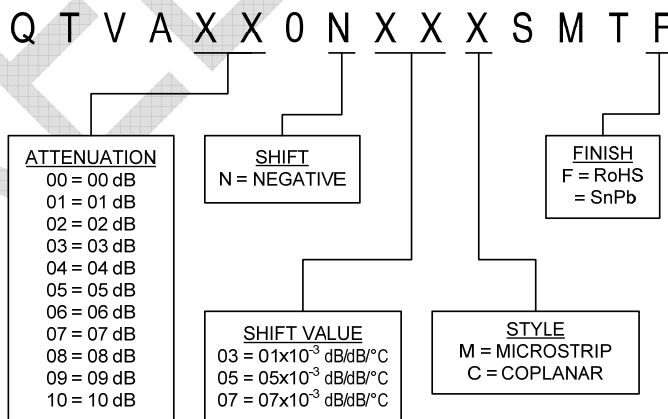 Q T V A X X 0 N X X X S M T F
ATTENUATION
00 = 00 dB
01 = 01 dB
02 = 02 dB
03 = 03 dB
04 = 04 dB
05 = 05 dB
06 = 06 dB
07 = 07 dB
08 = 08 dB
09 = 09 dB
10 = 10 dB
SHIFT
N = NEGATIVE
SHIFT VALUE
03 = 01x10⁻³ dB/dB/°C
05 = 05x10⁻³ dB/dB/°C
07 = 07x10⁻³ dB/dB/°C
STYLE
M = MICROSTRIP
C = COPLANAR
FINISH
F = RoHS
= SnPb